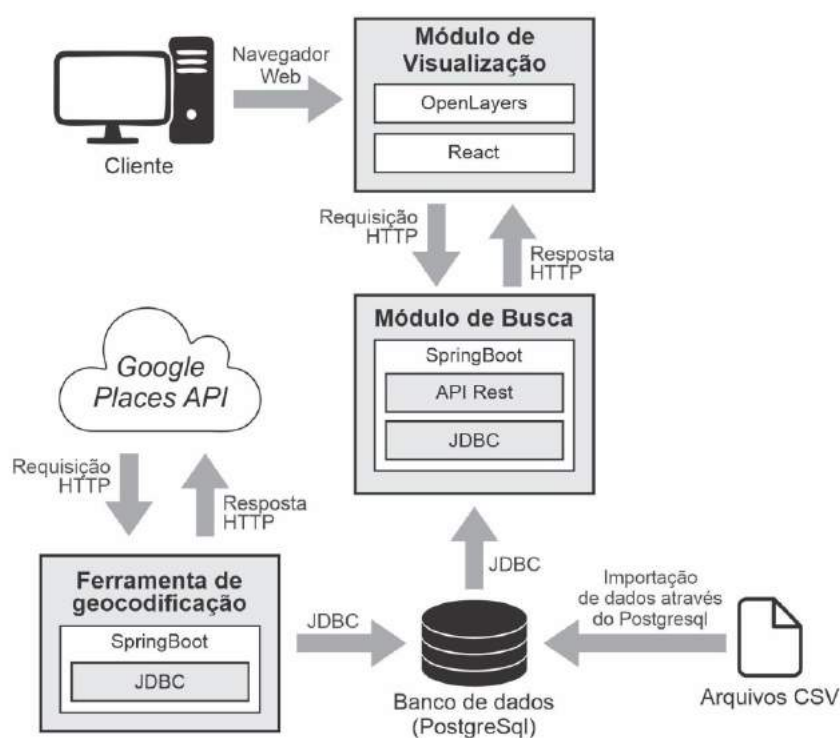 Navegador
Web
Cliente
Módulo de
Visualização
OpenLayers
React
Requisição
HTTP
Resposta
HTTP
Módulo de Busca
SpringBoot
API Rest
JDBC
Google
Places API
Requisição
HTTP
Resposta
HTTP
Ferramenta de
geocodificação
SpringBoot
JDBC
JDBC
JDBC
Banco de dados
(PostgreSql)
Importação
de dados através
do Postgresql
Arquivos CSV